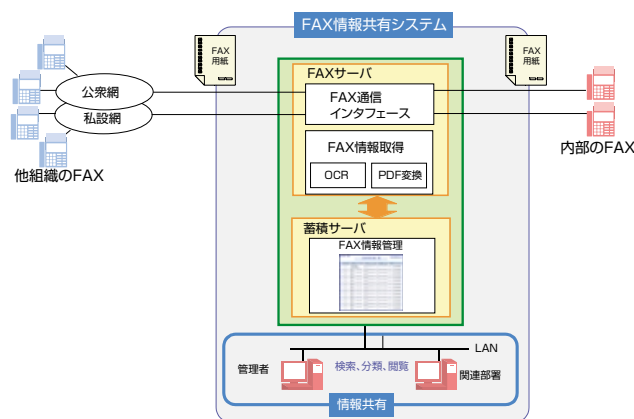 FAX情報共有システム
FAX
用紙
FAX
用紙
FAXサーバ
公衆網
私設網
FAX通信
インタフェース
他組織のFAX
内部のFAX
FAX情報取得
OCR
PDF変換
蓄積サーバ
FAX情報管理
LAN
管理者
検索、分類、閲覧
関連部署
情報共有